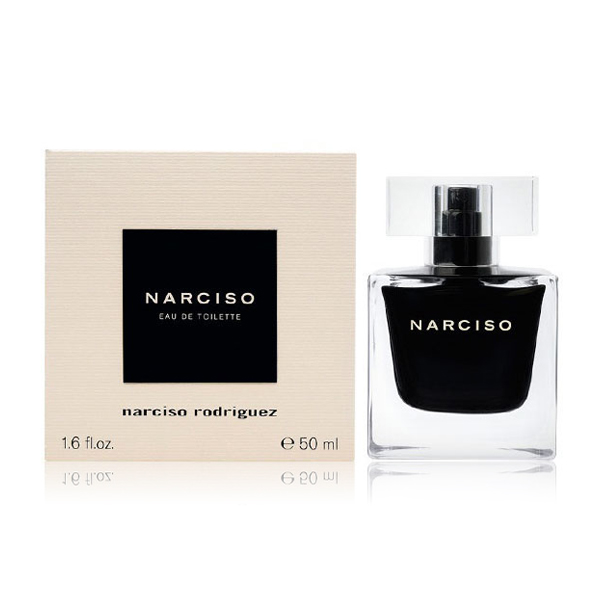 NARCISO
EAU DE TOILETTE
narciso rodriguez
1.6 fl.oz.
℮ 50 ml
NARCISO